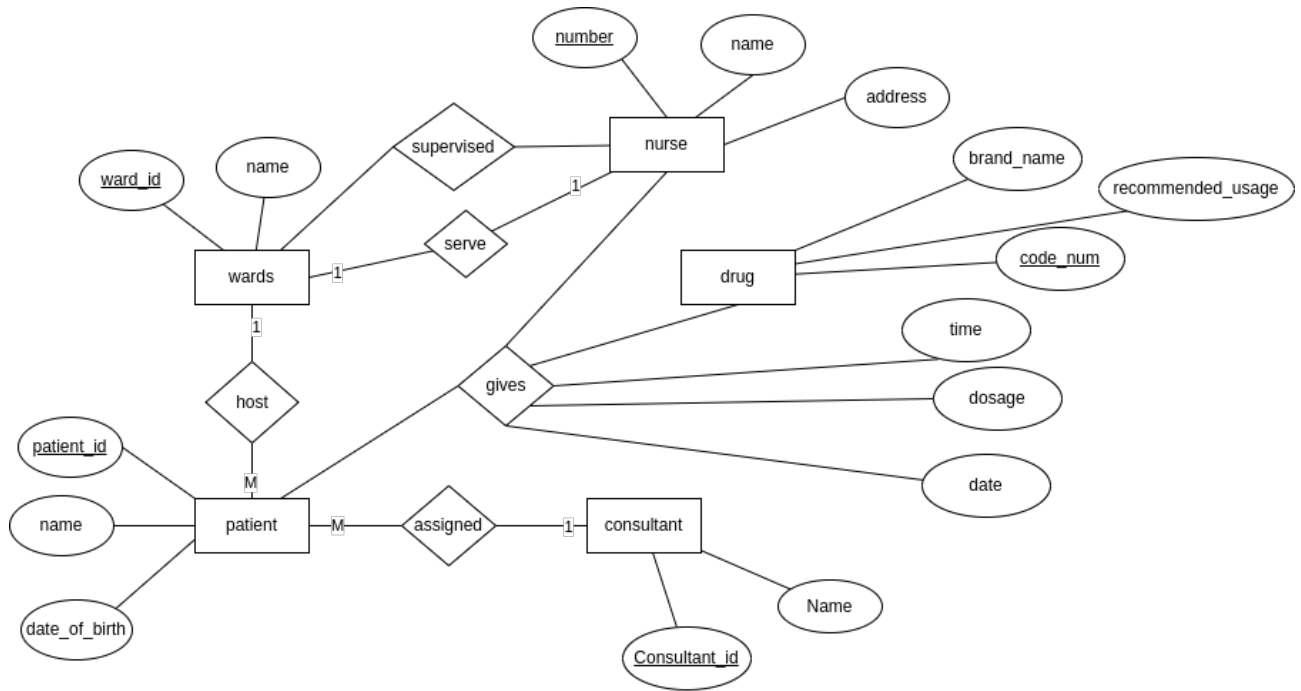 number
name
address
supervised
nurse
brand_name
recommended_usage
ward_id
name
1
serve
1
wards
drug
code_num
1
time
gives
dosage
host
patient_id
M
date
name
patient
M
assigned
1
consultant
Name
date_of_birth
Consultant_id